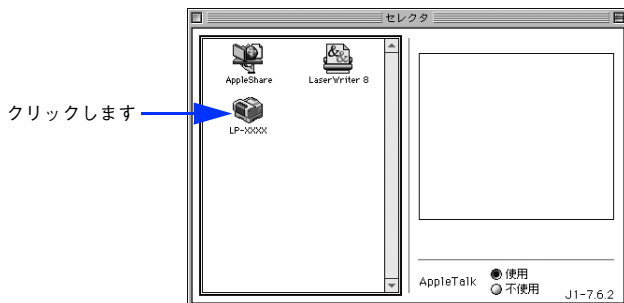 セレクタ
AppleShare
LaserWriter 8
クリックします
LP-XXXX
AppleTalk
使用
不使用
J1-7.6.2